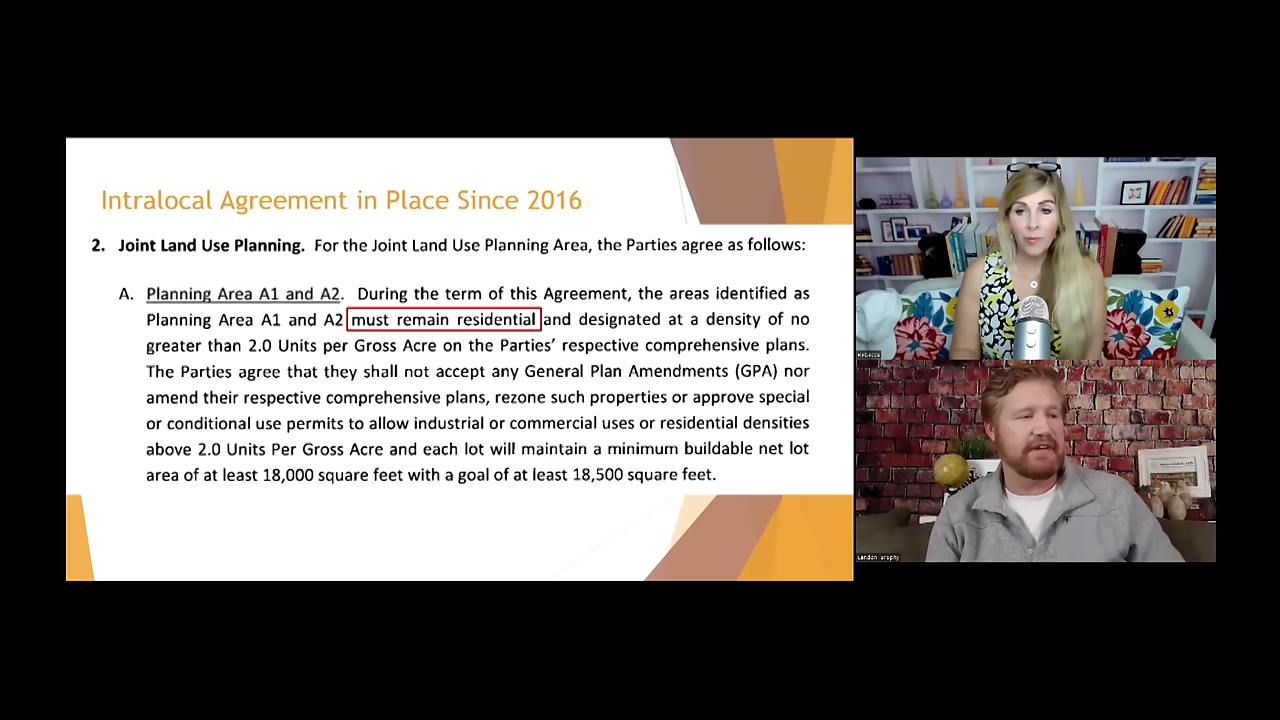 Intralocal Agreement in Place Since 2016
2. Joint Land Use Planning. For the Joint Land Use Planning Area, the Parties agree as follows:
A. Planning Area A1 and A2. During the term of this Agreement, the areas identified as
Planning Area A1 and A2 must remain residential and designated at a density of no
greater than 2.0 Units per Gross Acre on the Parties’ respective comprehensive plans.
The Parties agree that they shall not accept any General Plan Amendments (GPA) nor
amend their respective comprehensive plans, rezone such properties or approve special
or conditional use permits to allow industrial or commercial uses or residential densities
above 2.0 Units Per Gross Acre and each lot will maintain a minimum buildable net lot
area of at least 18,000 square feet with a goal of at least 18,500 square feet.
Rebecca
Landon